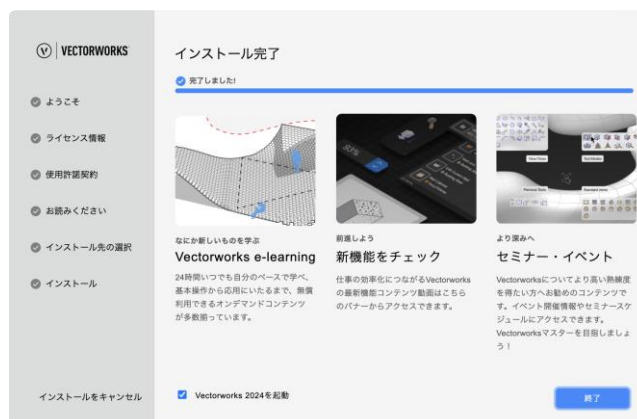 VECTORWORKS
ようこそ
ライセンス情報
使用許諾契約
お読みください
インストール先の選択
インストール
インストールをキャンセル
インストール完了
完了しました!
なにか新しいものを学ぶ
Vectorworks e-learning
24時間いつでも自分のペースで学べ、
基本操作から応用にいたるまで、無償
利用できるオンデマンドコンテンツ
が多数揃っています。
前進しよう
新機能をチェック
仕事の効率化につながるVectorworks
の最新機能コンテンツ動画はこちら
のバナーからアクセスできます。
より深みへ
セミナー・イベント
Vectorworksについてより高い熟練度
を得たい方へお勧めのコンテンツで
す。イベント開催情報やセミナースケ
ジュールにアクセスできます。
Vectorworksマスターを目指しましょ
う!
Vectorworks 2024を起動
終了